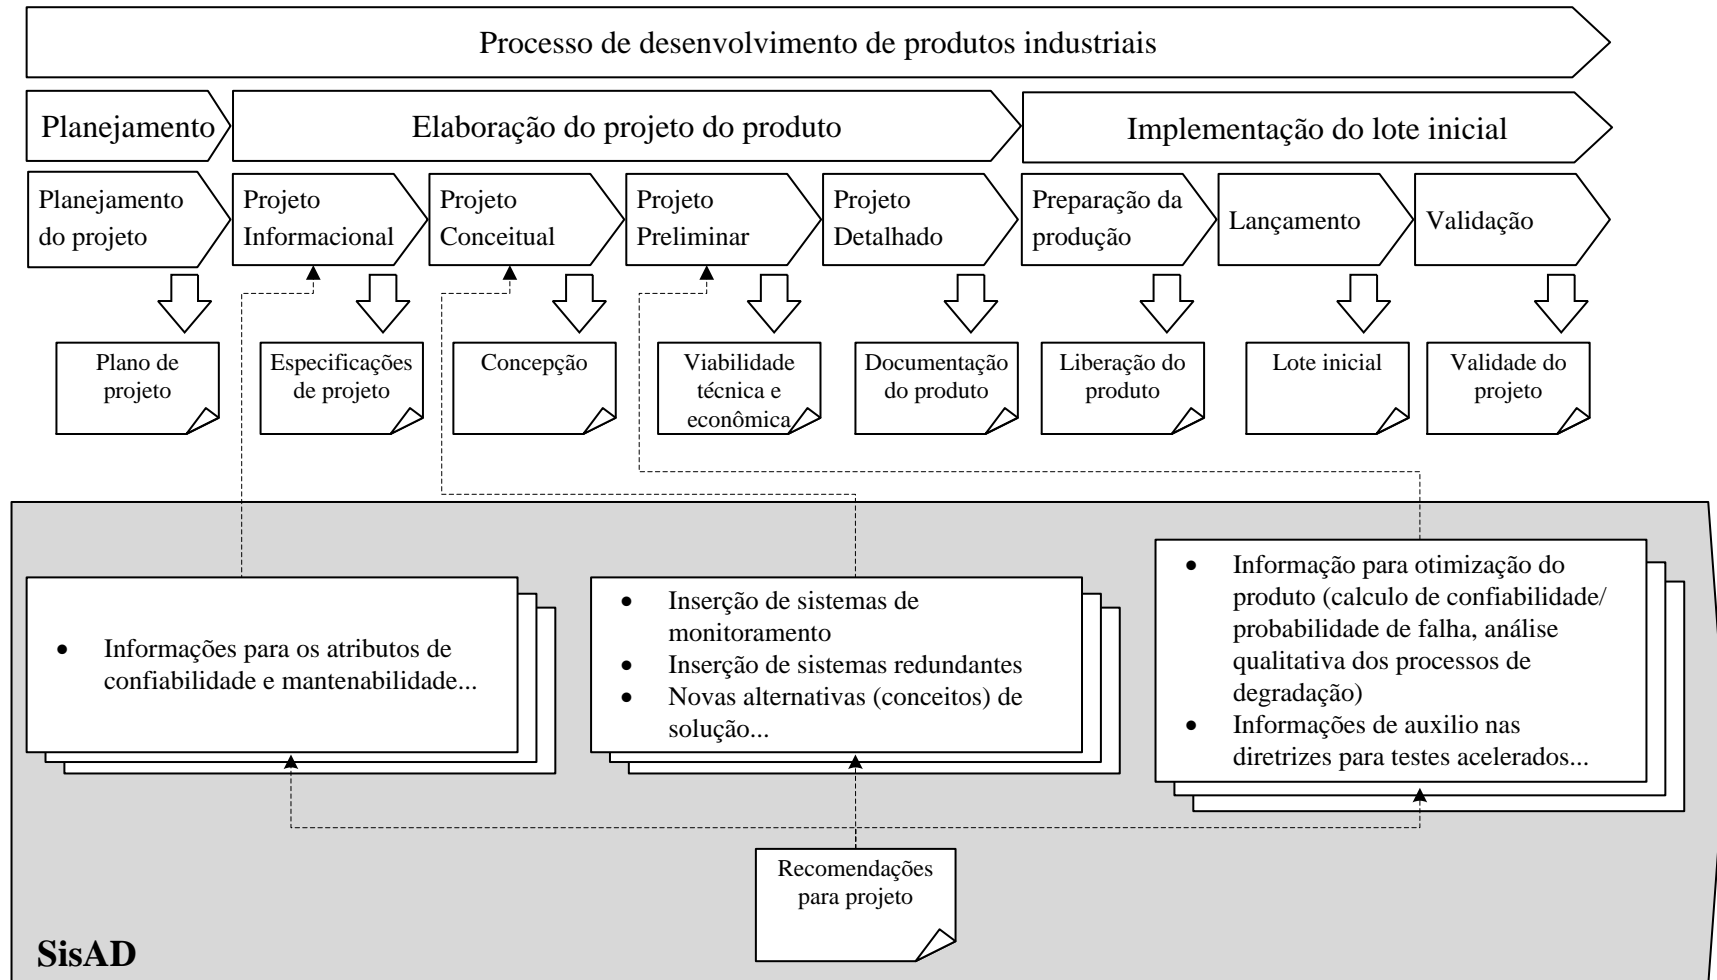 Processo de desenvolvimento de produtos industriais
Planejamento
Elaboração do projeto do produto
Implementação do lote inicial
Planejamento
do projeto
Projeto
Informacional
Projeto
Conceitual
Projeto
Preliminar
Projeto
Detalhado
Preparação da
produção
Lançamento
Validação
Plano de
projeto
Especificações
de projeto
Concepção
Viabilidade
técnica e
econômica
Documentação
do produto
Liberação do
produto
Lote inicial
Validade do
projeto
• Informações para os atributos de
confiabilidade e mantenabilidade...
• Inserção de sistemas de
monitoramento
• Inserção de sistemas redundantes
• Novas alternativas (conceitos) de
solução...
• Informação para otimização do
produto (calculo de confiabilidade/
probabilidade de falha, análise
qualitativa dos processos de
degradação)
• Informações de auxilio nas
diretrizes para testes acelerados...
Recomendações
para projeto
SisAD